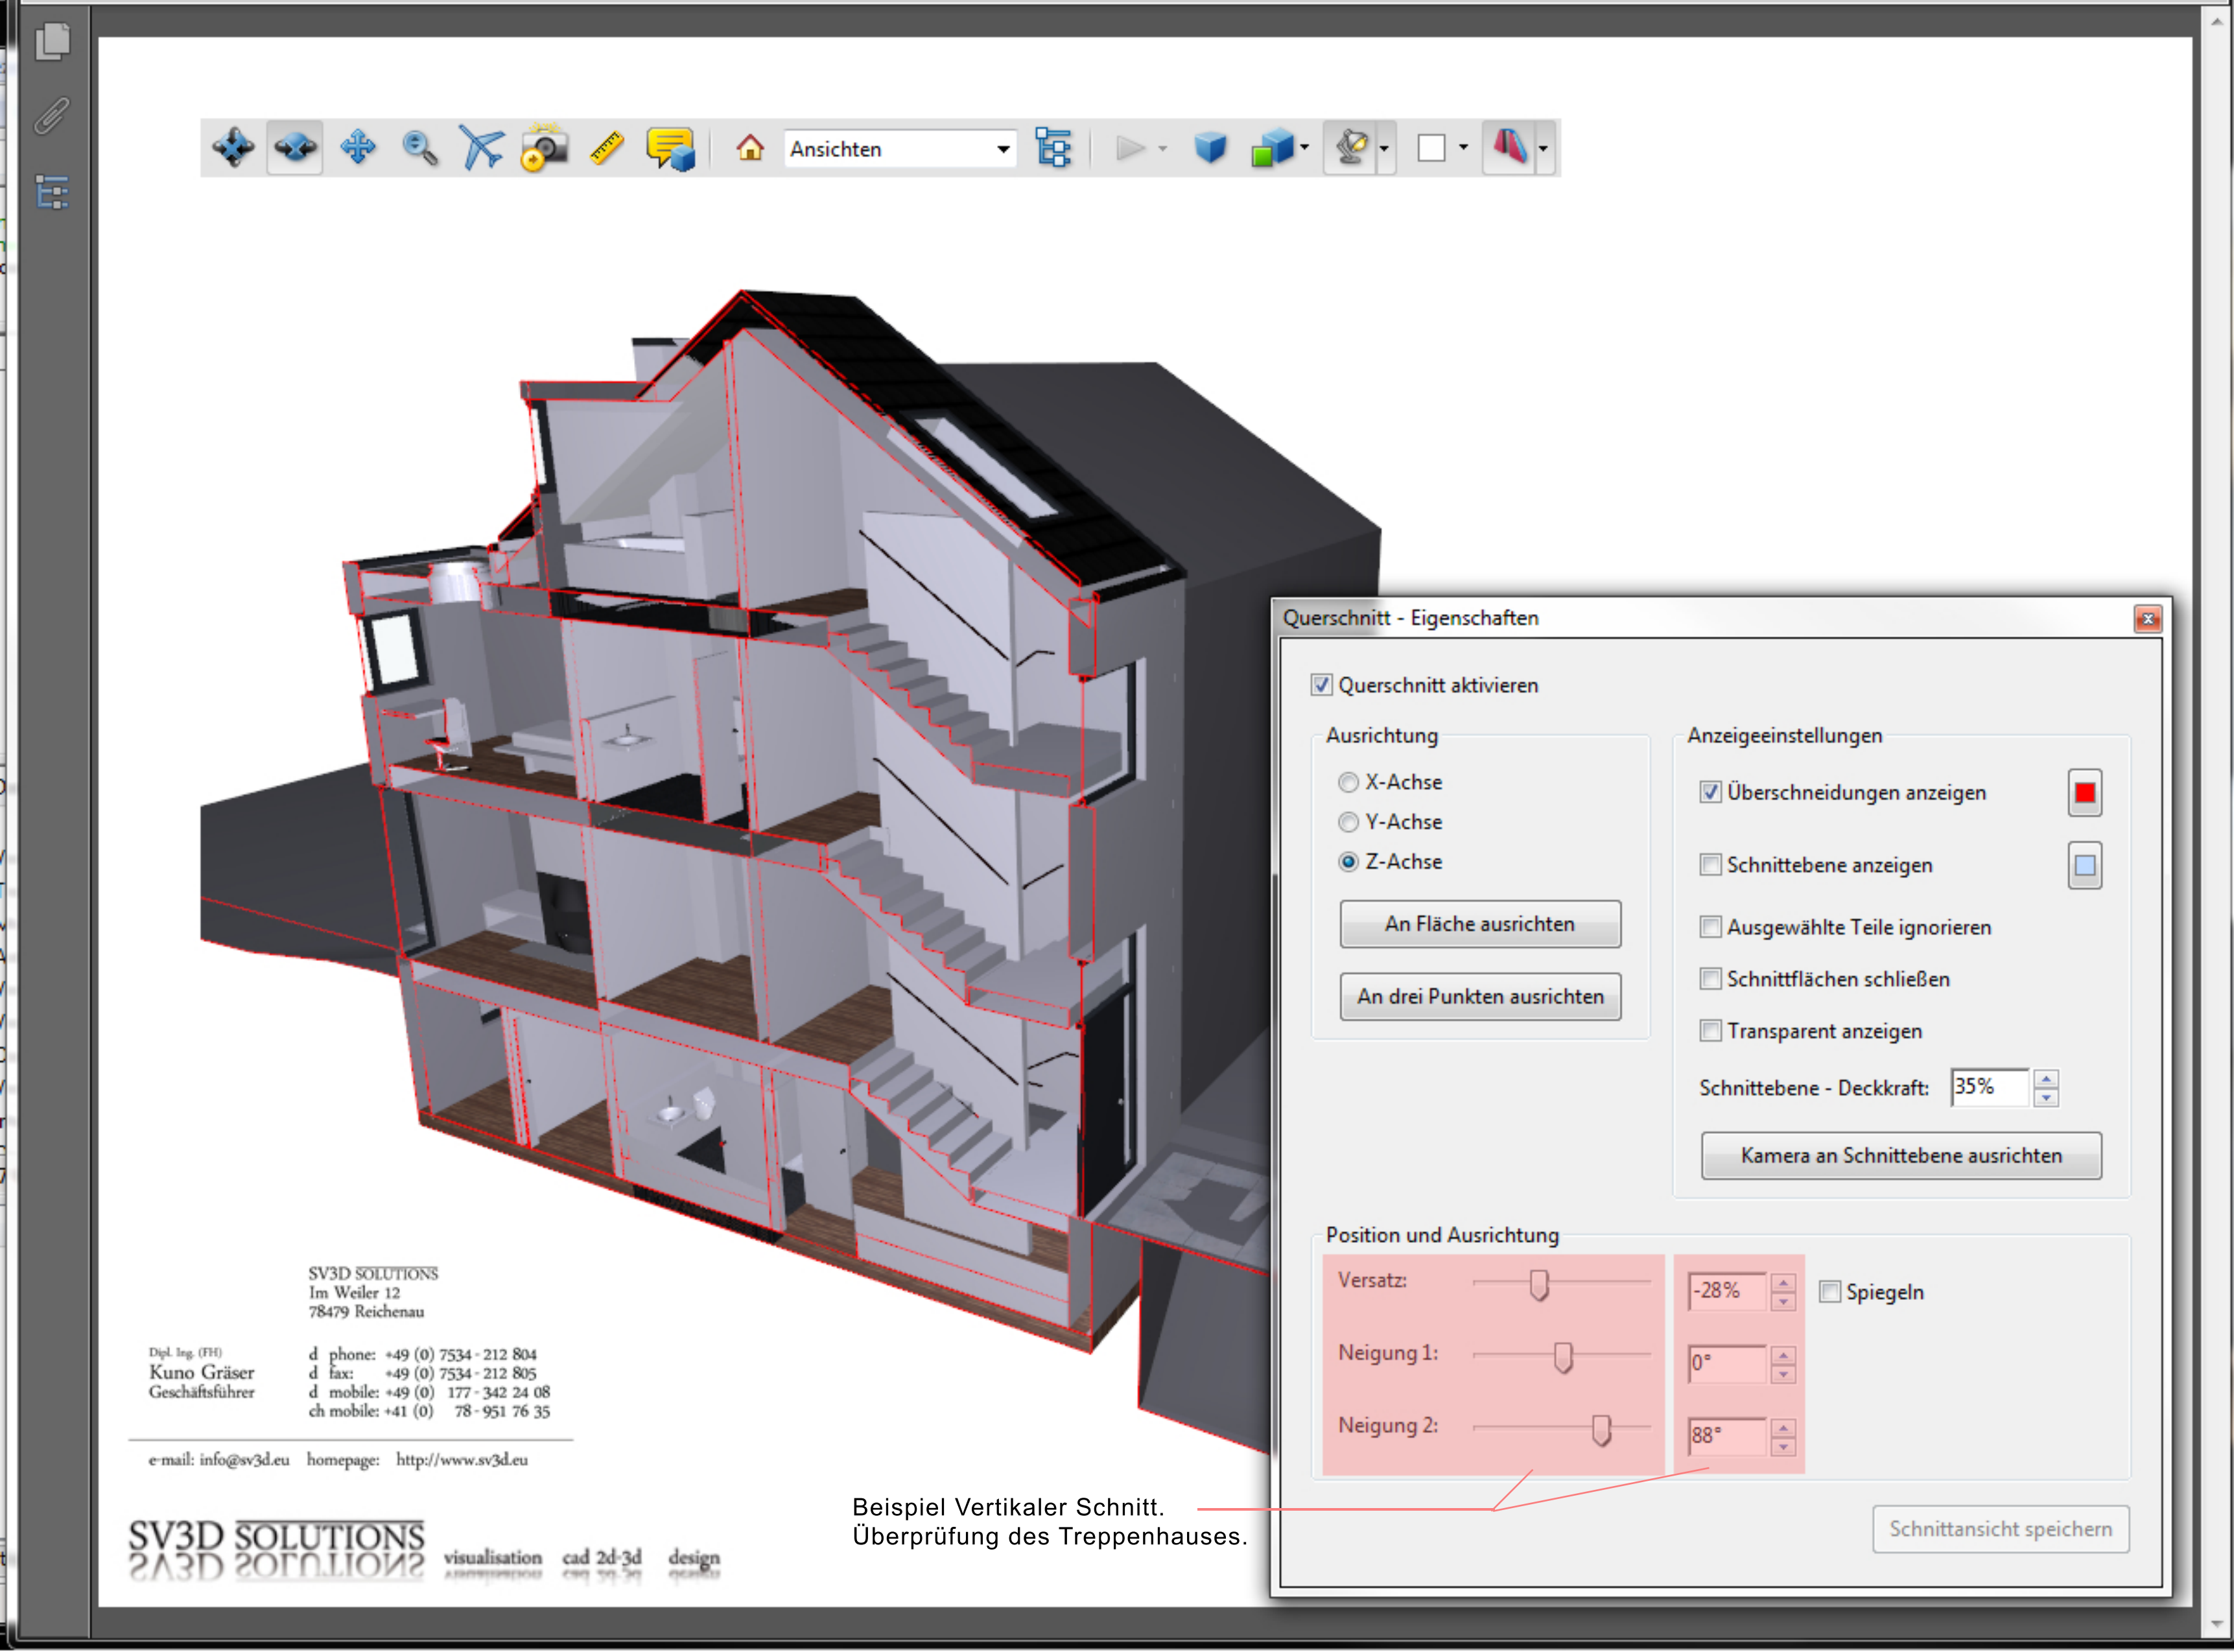 Ansichten
Querschnitt - Eigenschaften
Querschnitt aktivieren
Ausrichtung
X-Achse
Y-Achse
Z-Achse
An Fläche ausrichten
An drei Punkten ausrichten
Anzeigeeinstellungen
Überschneidungen anzeigen
Schnittebene anzeigen
Ausgewählte Teile ignorieren
Schnittflächen schließen
Transparent anzeigen
Schnittebene - Deckkraft: 35%
Kamera an Schnittebene ausrichten
Position und Ausrichtung
Versatz: -28% Spiegeln
Neigung 1: 0°
Neigung 2: 88°
Schnittansicht speichern
Beispiel Vertikaler Schnitt.
Überprüfung des Treppenhauses.
SV3D SOLUTIONS
Im Weiler 12
78479 Reichenau
Dipl. Ing. (FH)
Kuno Gräser
Geschäftsführer
d phone: +49 (0) 7534 - 212 804
d fax: +49 (0) 7534 - 212 805
d mobile: +49 (0) 177 - 342 24 08
ch mobile: +41 (0) 78 - 951 76 35
e-mail: info@sv3d.eu homepage: http://www.sv3d.eu
SV3D SOLUTIONS visualisation cad 2d-3d design